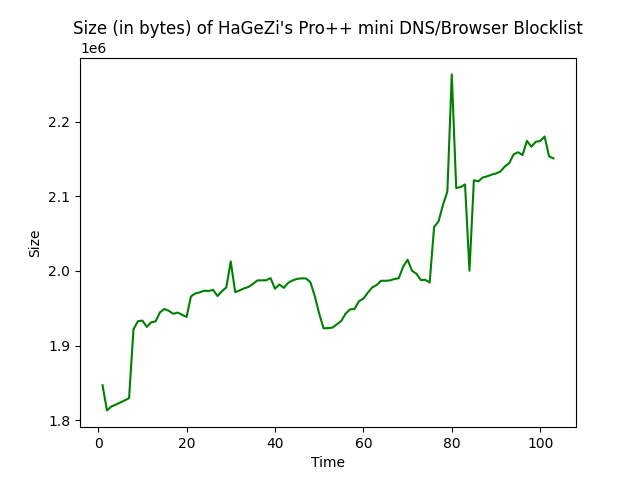 Size (in bytes) of HaGeZi's Pro++ mini DNS/Browser Blocklist
1e6
2.2
2.1
2.0
1.9
1.8
Size
0 20 40 60 80 100
Time